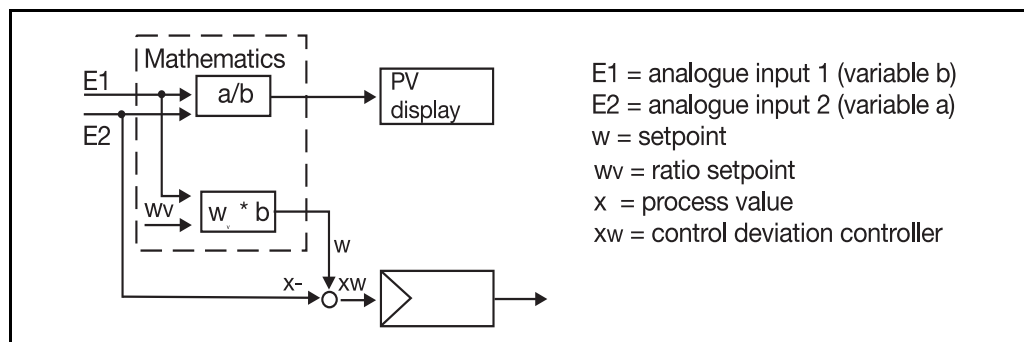 Mathematics
E1
a/b
PV
display
E2
wv
wv * b
w
x-
xw
E1 = analogue input 1 (variable b)
E2 = analogue input 2 (variable a)
w = setpoint
wv = ratio setpoint
x = process value
xw = control deviation controller